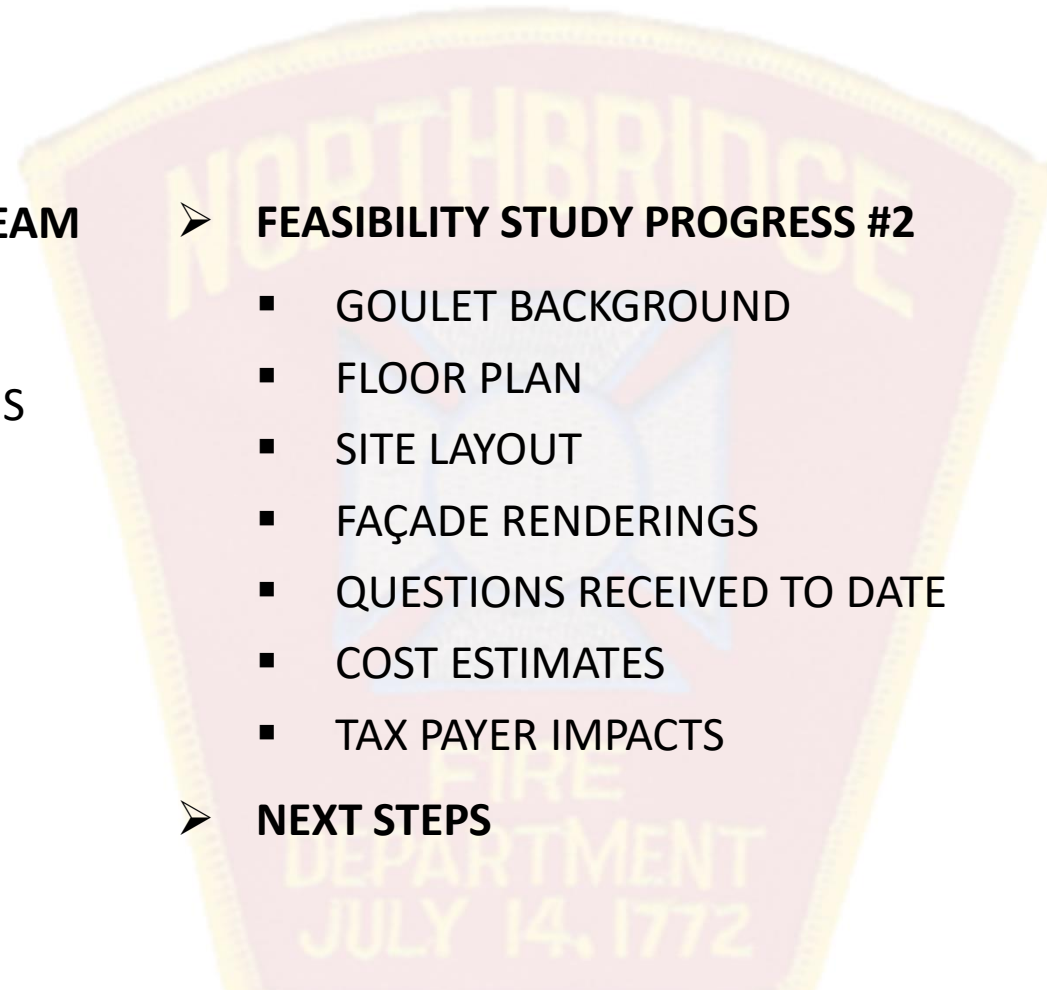 NORTHBRIDGE
➢ FEASIBILITY STUDY PROGRESS #2
▪ GOULET BACKGROUND
▪ FLOOR PLAN
▪ SITE LAYOUT
▪ FAÇADE RENDERINGS
▪ QUESTIONS RECEIVED TO DATE
▪ COST ESTIMATES
▪ TAX PAYER IMPACTS
➢ NEXT STEPS
FIRE
DEPARTMENT
JULY 14, 1772